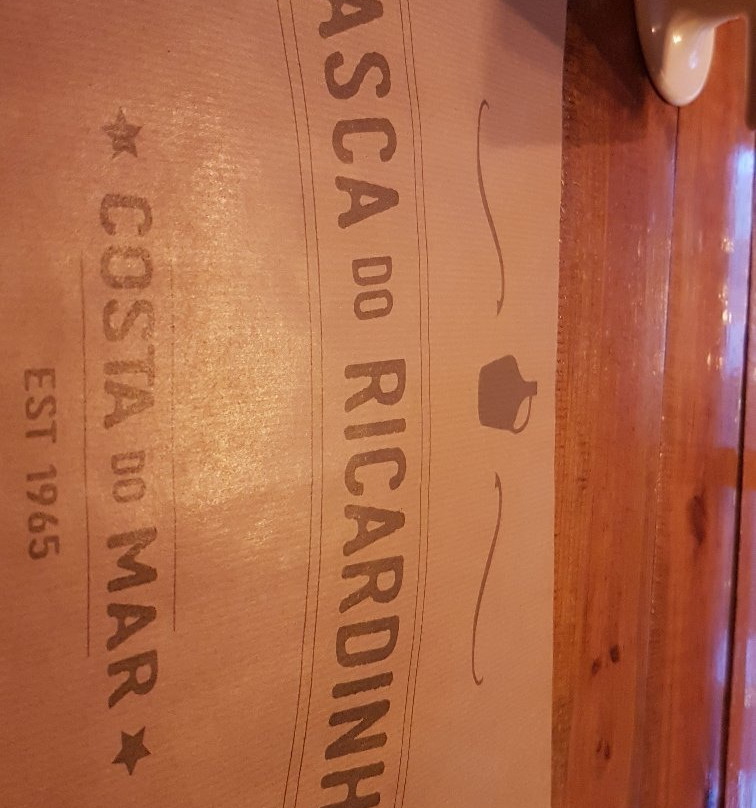 ASCA DO RICARDINH
COSTA DO MAR
EST 1965